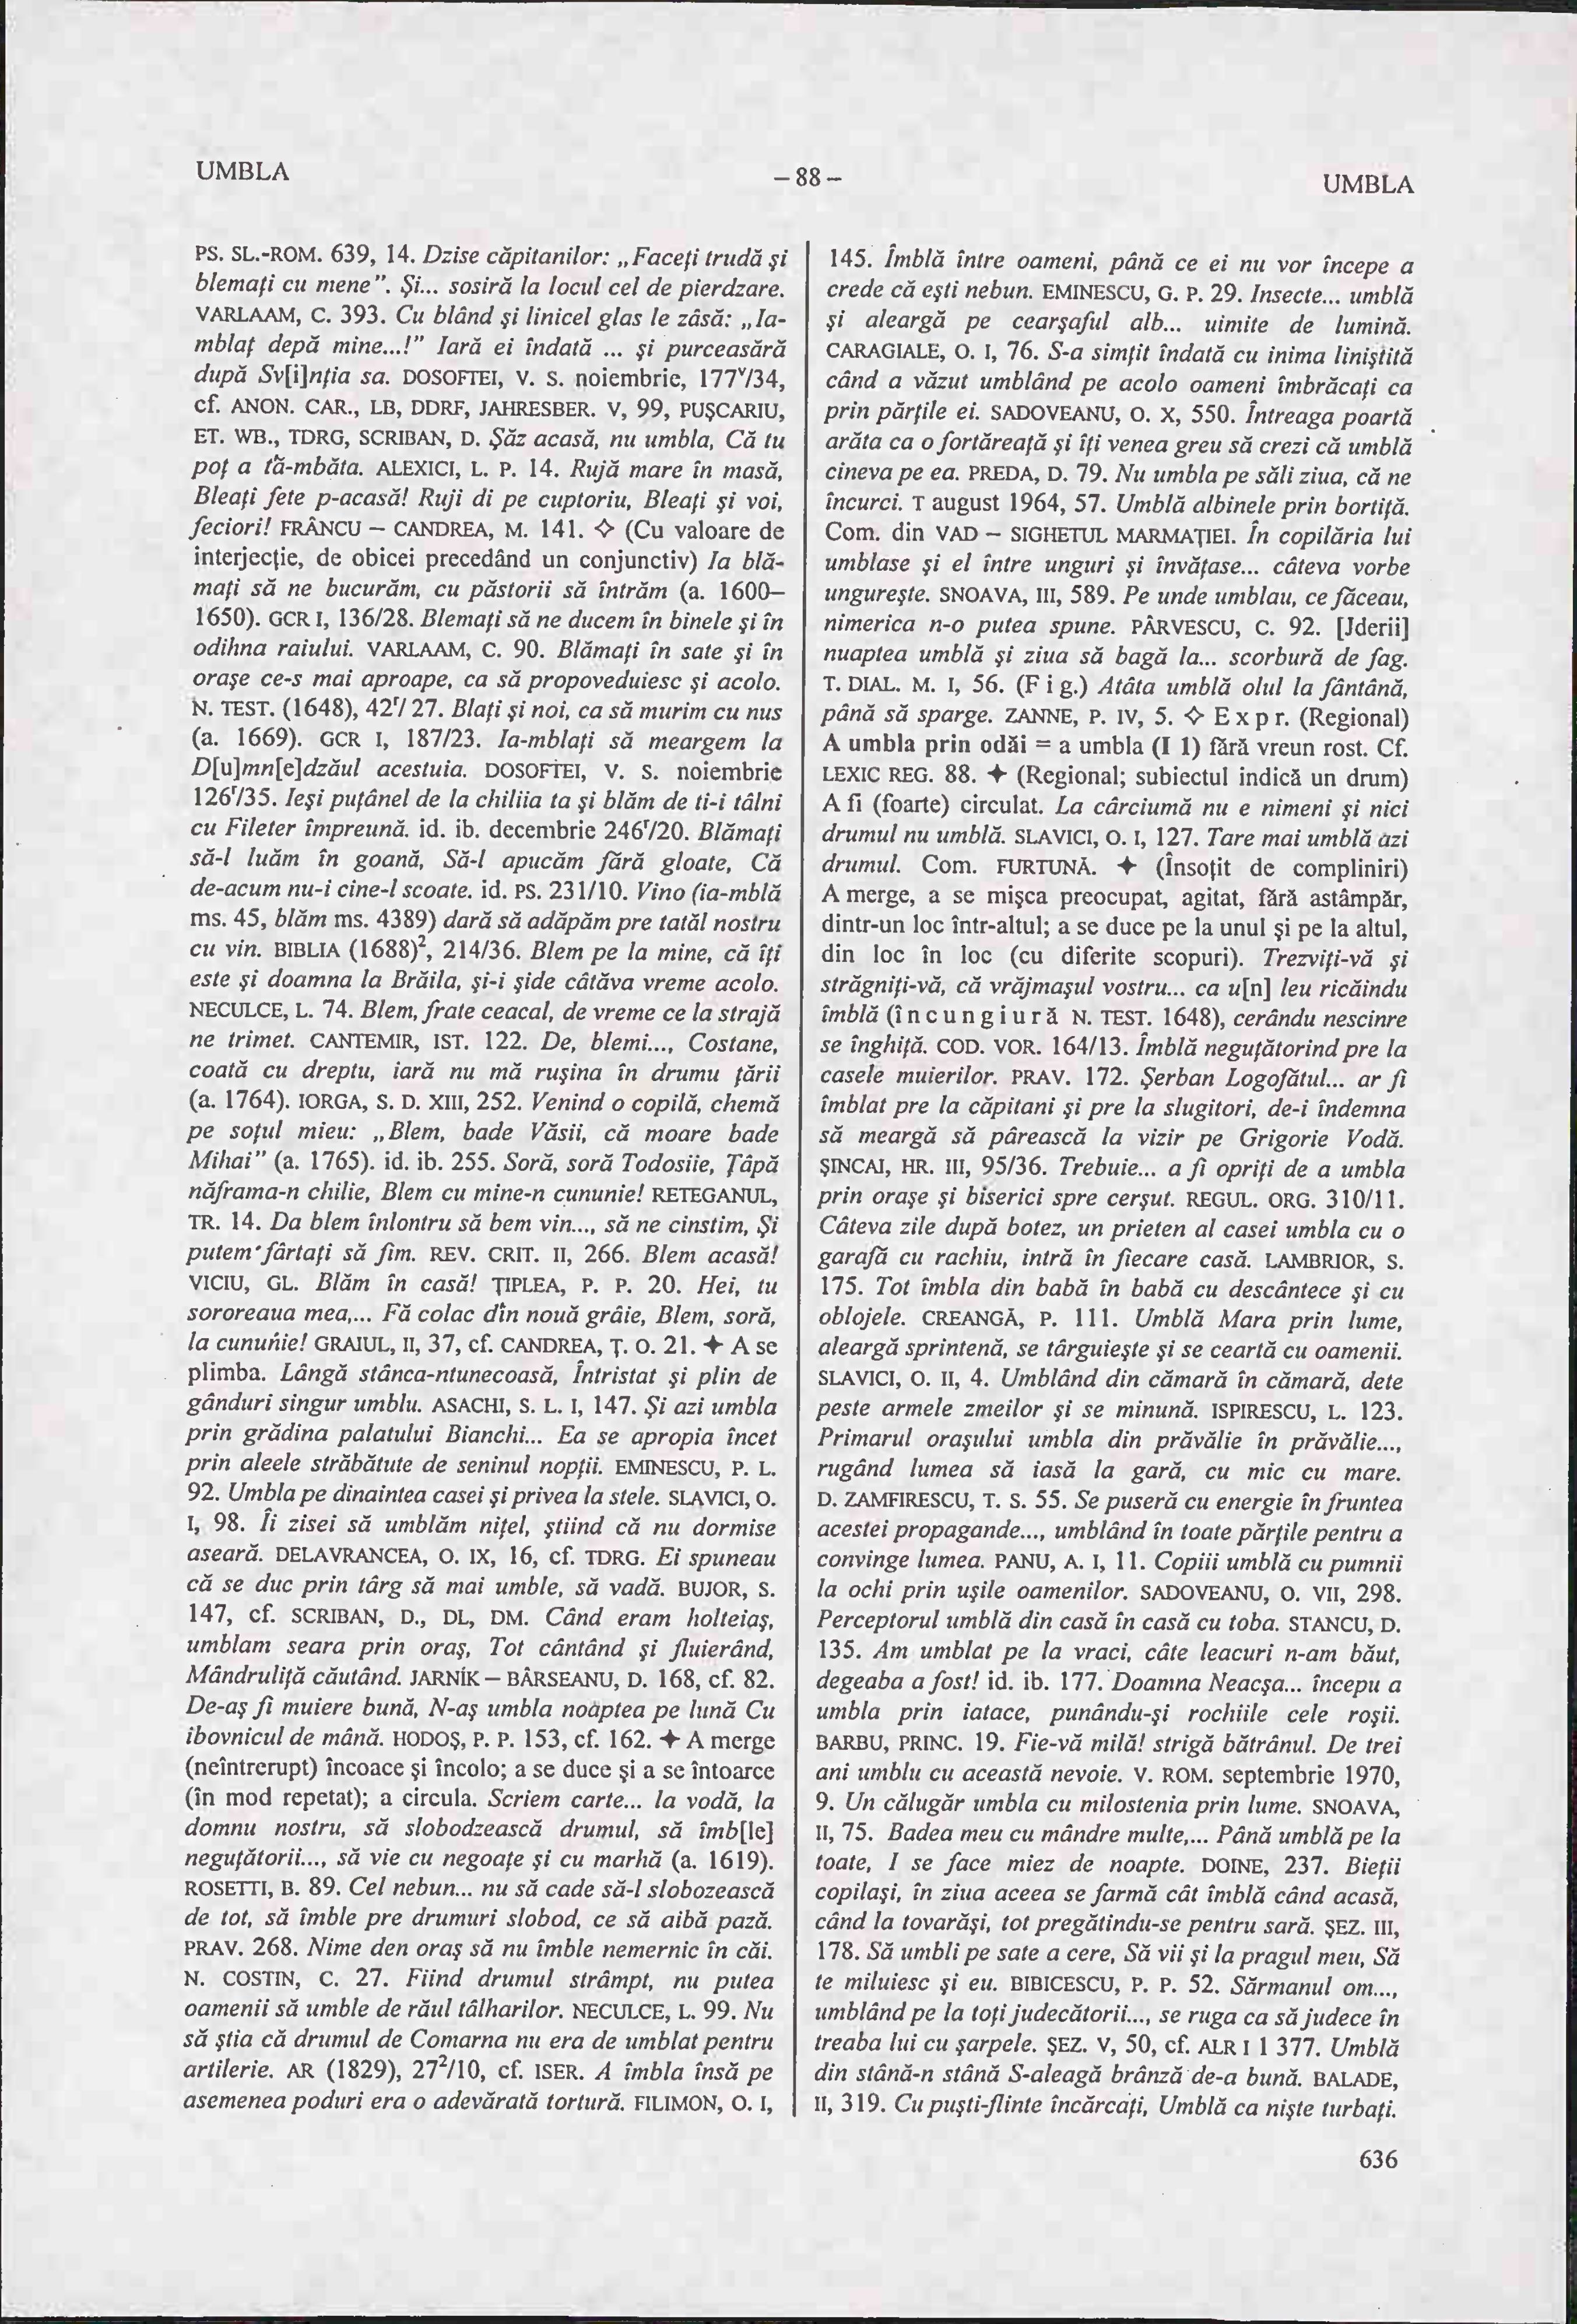 UMBLA
– 88 –
UMBLA
PS. SL.-ROM. 639, 14. Dzise căpitanilor: „Faceţi trudă şi
blemaţi cu mene”. Şi... sosiră la locul cel de pierdzare.
VARLAAM, C. 393. Cu blând şi linicel glas le zâsă: „Ia-
mblaţ depă mine...!” Iară ei îndată ... şi purceasără
după Sv[i]nţia sa. DOSOFTEI, V. S. noiembrie, 177ᵛ/34,
cf. ANON. CAR., LB, DDRF, JAHRESBER. V, 99, PUŞCARIU,
ET. WB., TDRG, SCRIBAN, D. Şăz acasă, nu umbla, Că tu
poţ a tă-mbăta. ALEXICI, L. P. 14. Rujă mare în masă,
Bleaţi fete p-acasă! Ruji di pe cuptoriu, Bleaţi şi voi,
feciori! FRÂNCU – CANDREA, M. 141. ◇ (Cu valoare de
interjecţie, de obicei precedând un conjunctiv) Ia blă-
maţi să ne bucurăm, cu păstorii să întrăm (a. 1600–
1650). GCR I, 136/28. Blemaţi să ne ducem în binele şi în
odihna raiului. VARLAAM, C. 90. Blămaţi în sate şi în
oraşe ce-s mai aproape, ca să propoveduiesc şi acolo.
N. TEST. (1648), 42ʳ/27. Blaţi şi noi, ca să murim cu nus
(a. 1669). GCR I, 187/23. Ia-mblaţi să meargem la
D[u]mn[e]dzăul acestuia. DOSOFTEI, V. S. noiembrie
126ʳ/35. Ieşi puţânel de la chiliia ta şi blăm de ti-i tâlni
cu Fileter împreună. id. ib. decembrie 246ʳ/20. Blămaţi
să-l luăm în goană, Să-l apucăm fără gloate, Că
de-acum nu-i cine-l scoate. id. PS. 231/10. Vino (ia-mblă
ms. 45, blăm ms. 4389) dară să adăpăm pre tatăl nostru
cu vin. BIBLIA (1688)², 214/36. Blem pe la mine, că îţi
este şi doamna la Brăila, şi-i şide câtăva vreme acolo.
NECULCE, L. 74. Blem, frate ceacal, de vreme ce la strajă
ne trimet. CANTEMIR, IST. 122. De, blemi..., Costane,
coată cu dreptu, iară nu mă ruşina în drumu ţării
(a. 1764). IORGA, S. D. XIII, 252. Venind o copilă, chemă
pe soţul mieu: „Blem, bade Văsii, că moare bade
Mihai” (a. 1765). id. ib. 255. Soră, soră Todosiie, Ţâpă
năframa-n chilie, Blem cu mine-n cununie! RETEGANUL,
TR. 14. Da blem înlontru să bem vin..., să ne cinstim, Şi
putem fârtaţi să fim. REV. CRIT. II, 266. Blem acasă!
VICIU, GL. Blăm în casă! ŢIPLEA, P. P. 20. Hei, tu
sororeaua mea,... Fă colac din nouă grâie, Blem, soră,
la cununie! GRAIUL, II, 37, cf. CANDREA, Ţ. O. 21. ✦ A se
plimba. Lângă stânca-ntunecoasă, Întristat şi plin de
gânduri singur umblu. ASACHI, S. L. I, 147. Şi azi umbla
prin grădina palatului Bianchi... Ea se apropia încet
prin aleele străbătute de seninul nopţii. EMINESCU, P. L.
92. Umbla pe dinaintea casei şi privea la stele. SLAVICI, O.
I, 98. Îi zisei să umblăm niţel, ştiind că nu dormise
aseară. DELAVRANCEA, O. IX, 16, cf. TDRG. Ei spuneau
că se duc prin târg să mai umble, să vadă. BUJOR, S.
147, cf. SCRIBAN, D., DL, DM. Când eram holteiaş,
umblam seara prin oraş, Tot cântând şi fluierând,
Mândruliţă căutând. JARNÍK – BÂRSEANU, D. 168, cf. 82.
De-aş fi muiere bună, N-aş umbla noaptea pe lună Cu
ibovnicul de mână. HODOŞ, P. P. 153, cf. 162. ✦ A merge
(neîntrerupt) încoace şi încolo; a se duce şi a se întoarce
(în mod repetat); a circula. Scriem carte... la vodă, la
domnu nostru, să slobodzească drumul, să îmb[le]
neguţătorii..., să vie cu negoaţe şi cu marhă (a. 1619).
ROSETTI, B. 89. Cel nebun... nu să cade să-l slobozească
de tot, să îmble pre drumuri slobod, ce să aibă pază.
PRAV. 268. Nime den oraş să nu îmble nemernic în căi.
N. COSTIN, C. 27. Fiind drumul strâmpt, nu putea
oamenii să umble de răul tâlharilor. NECULCE, L. 99. Nu
să ştia că drumul de Comarna nu era de umblat pentru
artilerie. AR (1829), 27²/10, cf. ISER. A îmbla însă pe
asemenea poduri era o adevărată tortură. FILIMON, O. I,
145. Îmblă între oameni, până ce ei nu vor începe a
crede că eşti nebun. EMINESCU, G. P. 29. Insecte... umblă
şi aleargă pe cearşaful alb... uimite de lumină.
CARAGIALE, O. I, 76. S-a simţit îndată cu inima liniştită
când a văzut umblând pe acolo oameni îmbrăcaţi ca
prin părţile ei. SADOVEANU, O. X, 550. Întreaga poartă
arăta ca o fortăreaţă şi îţi venea greu să crezi că umblă
cineva pe ea. PREDA, D. 79. Nu umbla pe săli ziua, că ne
încurci. T august 1964, 57. Umblă albinele prin bortiţă.
Com. din VAD – SIGHETUL MARMAŢIEI. În copilăria lui
umblase şi el între unguri şi învăţase... câteva vorbe
ungureşte. SNOAVA, III, 589. Pe unde umblau, ce făceau,
nimerica n-o putea spune. PÂRVESCU, C. 92. [Jderii]
nuaptea umblă şi ziua să bagă la... scorbură de fag.
T. DIAL. M. I, 56. (Fig.) Atâta umblă olul la fântână,
până să sparge. ZANNE, P. IV, 5. ◇ Expr. (Regional)
A umbla prin odăi = a umbla (I 1) fără vreun rost. Cf.
LEXIC REG. 88. ✦ (Regional; subiectul indică un drum)
A fi (foarte) circulat. La cârciumă nu e nimeni şi nici
drumul nu umblă. SLAVICI, O. I, 127. Tare mai umblă azi
drumul. Com. FURTUNĂ. ✦ (Însoţit de compliniri)
A merge, a se mişca preocupat, agitat, fără astâmpăr,
dintr-un loc într-altul; a se duce pe la unul şi pe la altul,
din loc în loc (cu diferite scopuri). Trezviţi-vă şi
străgniţi-vă, că vrăjmaşul vostru... ca u[n] leu ricăindu
îmblă (încungiură N. TEST. 1648), cerându nescinre
se înghiţă. COD. VOR. 164/13. Îmblă neguţătorind pre la
casele muierilor. PRAV. 172. Şerban Logofătul... ar fi
îmblat pre la căpitani şi pre la slugitori, de-i îndemna
să meargă să pârească la vizir pe Grigorie Vodă.
ŞINCAI, HR. III, 95/36. Trebuie... a fi opriţi de a umbla
prin oraşe şi biserici spre cerşut. REGUL. ORG. 310/11.
Câteva zile după botez, un prieten al casei umbla cu o
garafă cu rachiu, intră în fiecare casă. LAMBRIOR, S.
175. Tot îmbla din babă în babă cu descântece şi cu
oblojele. CREANGĂ, P. 111. Umblă Mara prin lume,
aleargă sprintenă, se târguieşte şi se ceartă cu oamenii.
SLAVICI, O. II, 4. Umblând din cămară în cămară, dete
peste armele zmeilor şi se minună. ISPIRESCU, L. 123.
Primarul oraşului umbla din prăvălie în prăvălie...,
rugând lumea să iasă la gară, cu mic cu mare.
D. ZAMFIRESCU, T. S. 55. Se puseră cu energie în fruntea
acestei propagande..., umblând în toate părţile pentru a
convinge lumea. PANU, A. I, 11. Copiii umblă cu pumnii
la ochi prin uşile oamenilor. SADOVEANU, O. VII, 298.
Perceptorul umblă din casă în casă cu toba. STANCU, D.
135. Am umblat pe la vraci, câte leacuri n-am băut,
degeaba a fost! id. ib. 177. Doamna Neacşa... începu a
umbla prin iatace, punându-şi rochiile cele roşii.
BARBU, PRINC. 19. Fie-vă milă! strigă bătrânul. De trei
ani umblu cu această nevoie. V. ROM. septembrie 1970,
9. Un călugăr umbla cu milostenia prin lume. SNOAVA,
II, 75. Badea meu cu mândre multe,... Până umblă pe la
toate, I se face miez de noapte. DOINE, 237. Bieţii
copilaşi, în ziua aceea se farmă cât îmblă când acasă,
când la tovarăşi, tot pregătindu-se pentru sară. ŞEZ. III,
178. Să umbli pe sate a cere, Să vii şi la pragul meu, Să
te miluiesc şi eu. BIBICESCU, P. P. 52. Sărmanul om...,
umblând pe la toţi judecătorii..., se ruga ca să judece în
treaba lui cu şarpele. ŞEZ. V, 50, cf. ALR I 1 377. Umblă
din stână-n stână S-aleagă brânză de-a bună. BALADE,
II, 319. Cu puşti-flinte încărcaţi, Umblă ca nişte turbaţi.
636